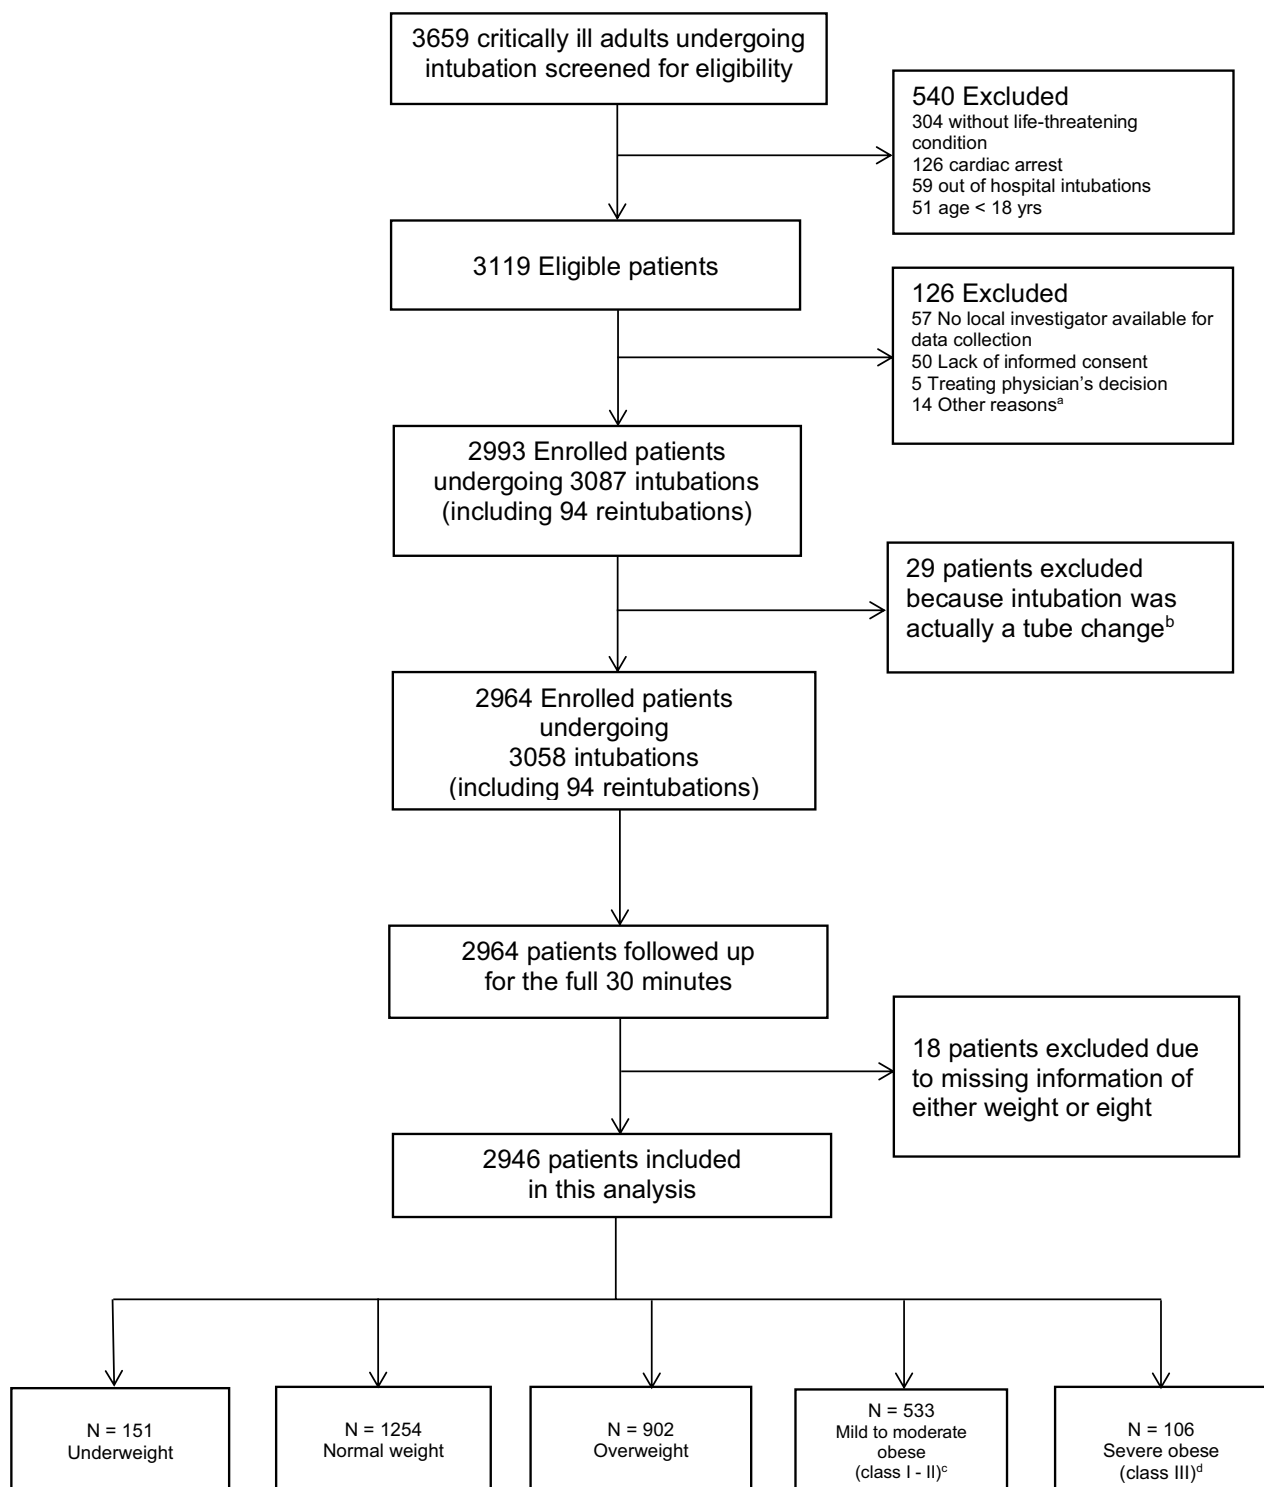 3659 critically ill adults undergoing
intubation screened for eligibility
540 Excluded
304 without life-threatening
condition
126 cardiac arrest
59 out of hospital intubations
51 age < 18 yrs
3119 Eligible patients
126 Excluded
57 No local investigator available for
data collection
50 Lack of informed consent
5 Treating physician’s decision
14 Other reasonsᵃ
2993 Enrolled patients
undergoing 3087 intubations
(including 94 reintubations)
29 patients excluded
because intubation was
actually a tube changeᵇ
2964 Enrolled patients
undergoing
3058 intubations
(including 94 reintubations)
2964 patients followed up
for the full 30 minutes
18 patients excluded due
to missing information of
either weight or eight
2946 patients included
in this analysis
N = 151
Underweight
N = 1254
Normal weight
N = 902
Overweight
N = 533
Mild to moderate
obese
(class I - II)ᶜ
N = 106
Severe obese
(class III)ᵈ